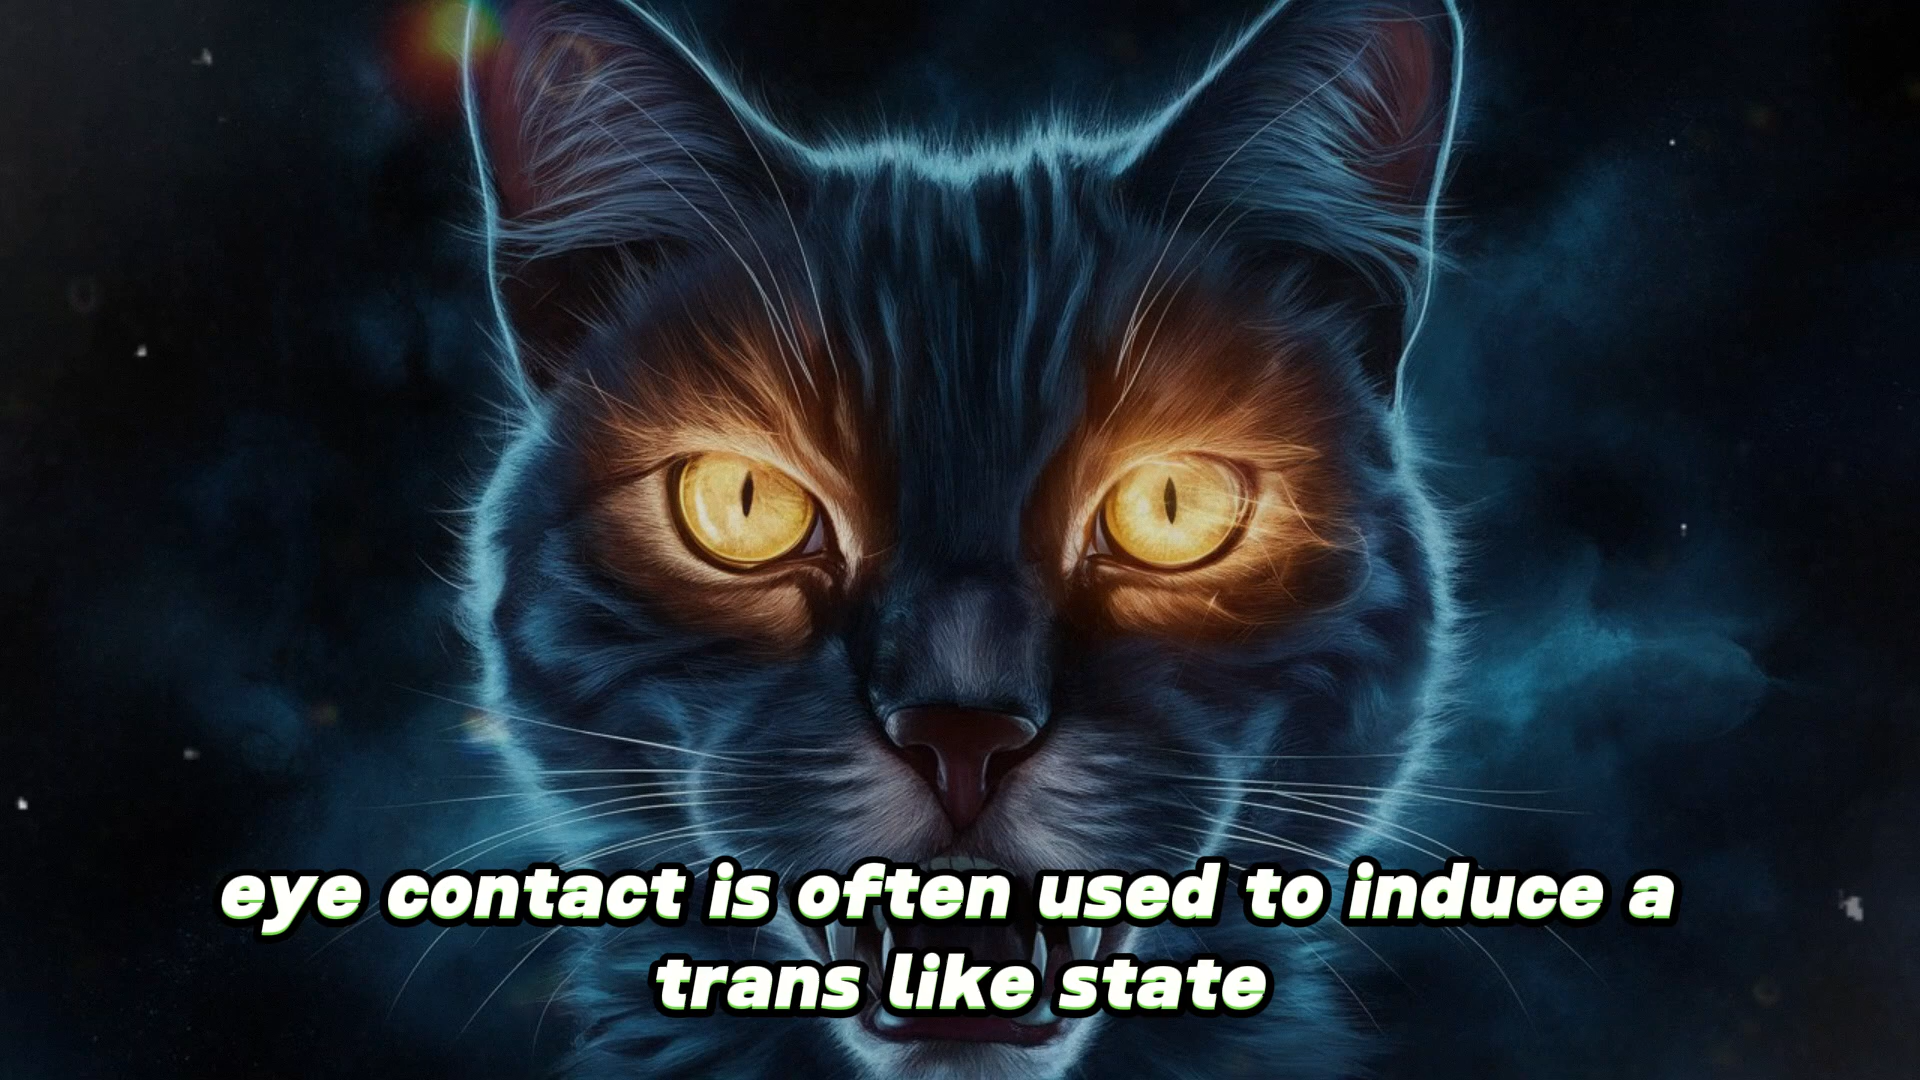 eye contact is often used to induce a
trans like state